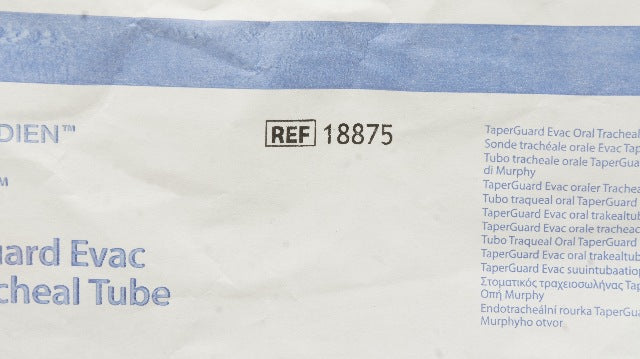 DIEN™
REF 18875
TM
uard Evac
cheal Tube
TaperGuard Evac Oral Tracheal
Sonde trachéale orale Evac Tap
Tubo tracheale orale TaperGua
di Murphy
TaperGuard Evac oraler Trachea
Tubo traqueal oral TaperGuard
TaperGuard Evac oral trakealtub
TaperGuard Evac orale tracheac
Tubo Traqueal Oral TaperGuard
TaperGuard Evac oral trakealtub
TaperGuard Evac suuintubaatiop
Στοματικός τραχειοσωλήνας Tap
Οπή Murphy
Endotracheální rourka TaperGua
Murphyho otvor